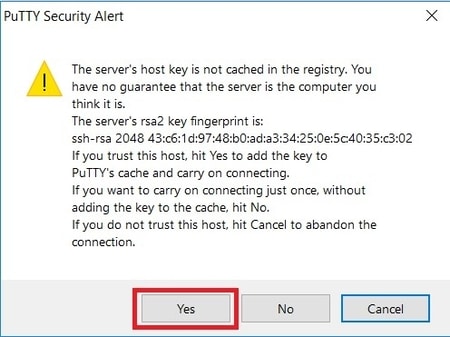 PuTTY Security Alert
The server's host key is not cached in the registry. You
have no guarantee that the server is the computer you
think it is.
The server's rsa2 key fingerprint is:
ssh-rsa 2048 43:c6:1d:97:48:b0:ad:a3:34:25:0e:5c:40:35:c3:02
If you trust this host, hit Yes to add the key to
PuTTY's cache and carry on connecting.
If you want to carry on connecting just once, without
adding the key to the cache, hit No.
If you do not trust this host, hit Cancel to abandon the
connection.
Yes No Cancel